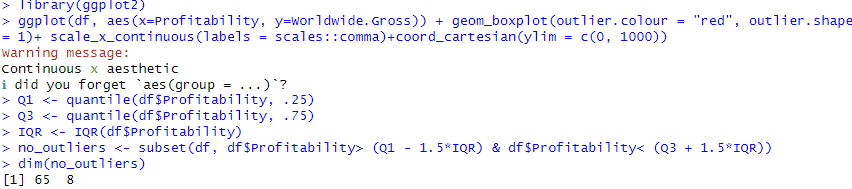 > library(ggplot2)
> ggplot(df, aes(x=Profitability, y=Worldwide.Gross)) + geom_boxplot(outlier.colour = "red", outlier.shape
= 1)+ scale_x_continuous(labels = scales::comma)+coord_cartesian(ylim = c(0, 1000))
Warning message:
Continuous x aesthetic
ℹ did you forget `aes(group = ...)`?
> Q1 <- quantile(df$Profitability, .25)
> Q3 <- quantile(df$Profitability, .75)
> IQR <- IQR(df$Profitability)
> no_outliers <- subset(df, df$Profitability> (Q1 - 1.5*IQR) & df$Profitability< (Q3 + 1.5*IQR))
> dim(no_outliers)
[1] 65  8